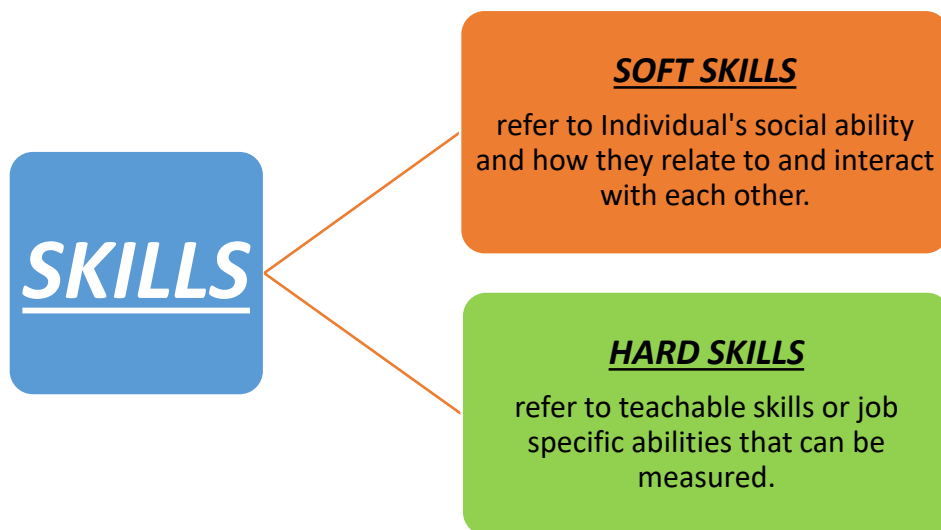 SKILLS
SOFT SKILLS
refer to Individual's social ability
and how they relate to and interact
with each other.
HARD SKILLS
refer to teachable skills or job
specific abilities that can be
measured.